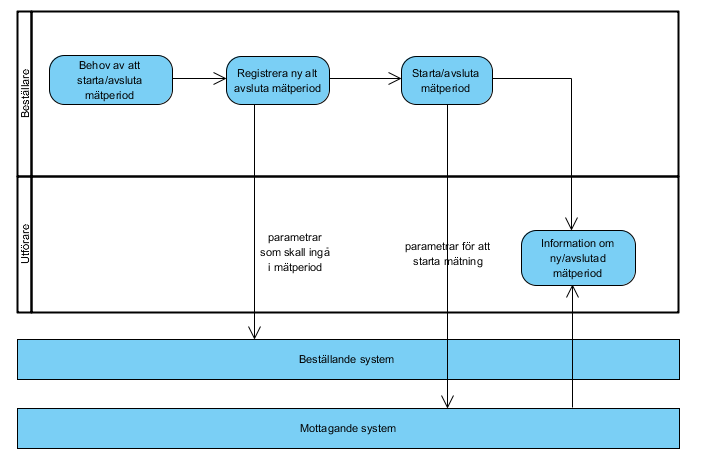 Beställare
Behov av att
starta/avsluta
mätperiod
Registrera ny alt
avsluta mätperiod
Starta/avsluta
mätperiod
Utförare
parametrar
som skall ingå
i mätperiod
parametrar för att
starta mätning
Information om
ny/avslutad
mätperiod
Beställande system
Mottagande system